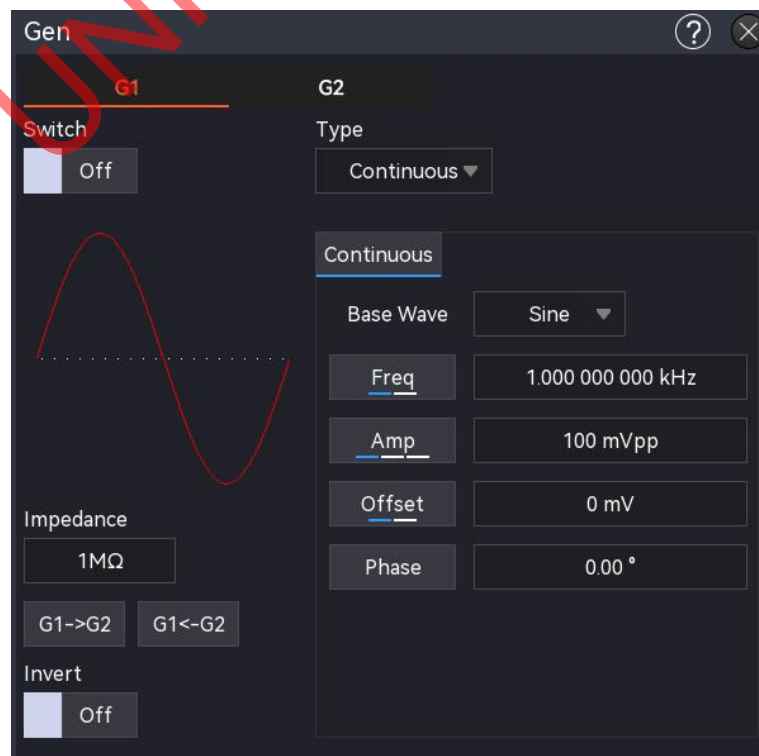 Gen
?
G1 G2
Switch Type
Off Continuous
Continuous
Base Wave Sine
Freq 1.000 000 000 kHz
Amp 100 mVpp
Offset 0 mV
Impedance
1MΩ Phase 0.00 °
G1->G2 G1<-G2
Invert
Off
UNI